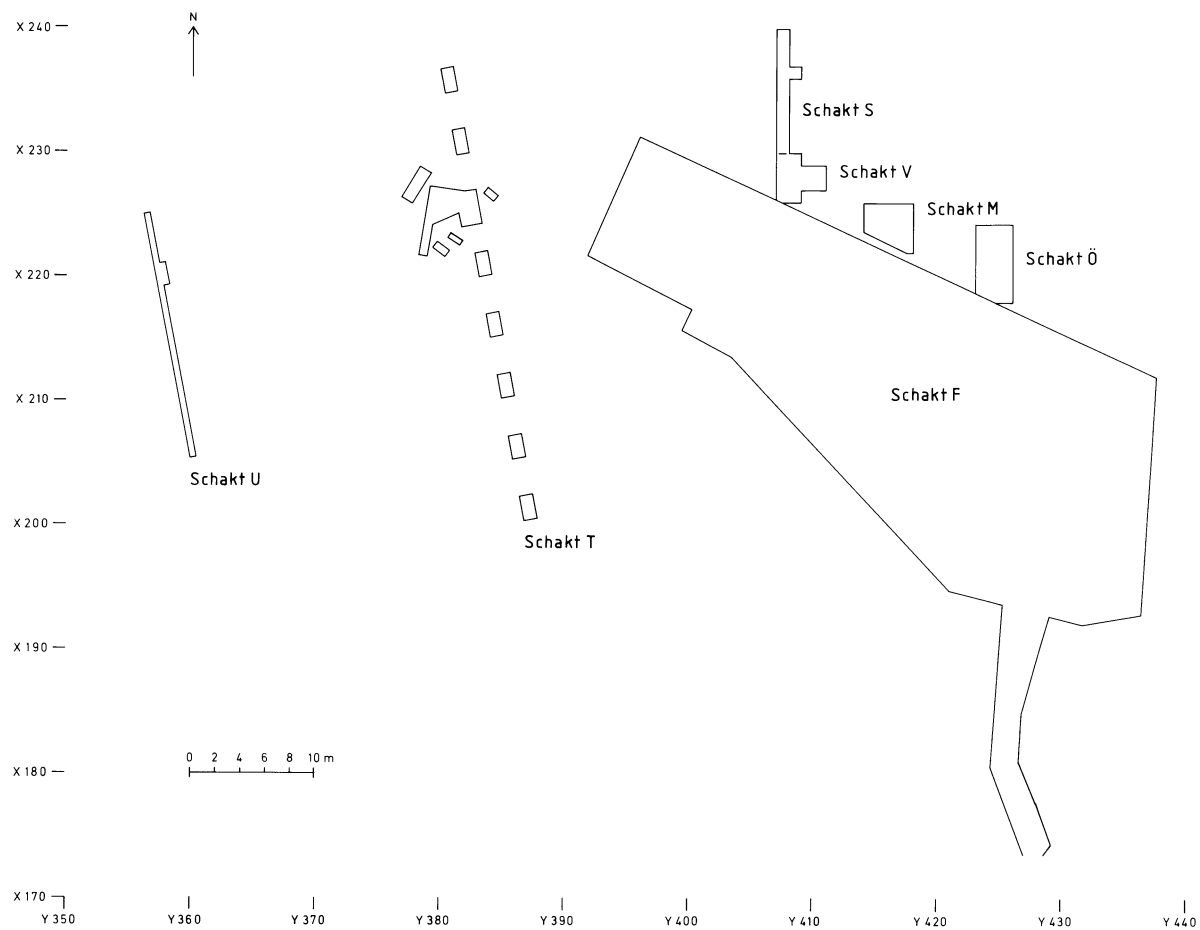 X 240
N
Schakt S
X 230
Schakt V
Schakt M
X 220
Schakt Ö
X 210
Schakt F
Schakt U
X 200
Schakt T
X 190
0 2 4 6 8 10 m
X 180
X 170
Y 350 Y 360 Y 370 Y 380 Y 390 Y 400 Y 410 Y 420 Y 430 Y 440